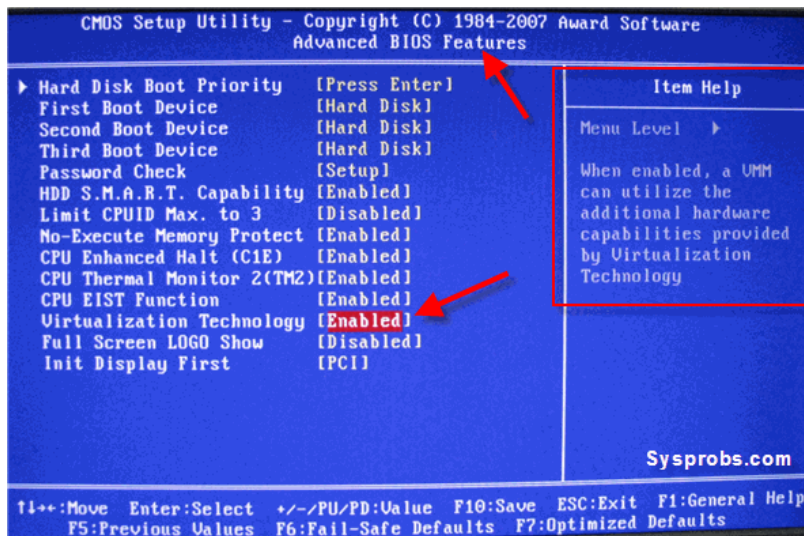 CMOS Setup Utility - Copyright (C) 1984-2007 Award Software
Advanced BIOS Features
Hard Disk Boot Priority [Press Enter]
First Boot Device [Hard Disk]
Second Boot Device [Hard Disk]
Third Boot Device [Hard Disk]
Password Check [Setup]
HDD S.M.A.R.T. Capability [Enabled]
Limit CPUID Max. to 3 [Disabled]
No-Execute Memory Protect [Enabled]
CPU Enhanced Halt (C1E) [Enabled]
CPU Thermal Monitor 2(TM2)[Enabled]
CPU EIST Function [Enabled]
Virtualization Technology [Enabled]
Full Screen LOGO Show [Disabled]
Init Display First [PCI]
Item Help
Menu Level
When enabled, a VMM
can utilize the
additional hardware
capabilities provided
by Virtualization
Technology
Sysprobs.com
↑↓→←:Move Enter:Select +/-/PU/PD:Value F10:Save ESC:Exit F1:General Help
F5:Previous Values F6:Fail-Safe Defaults F7:Optimized Defaults